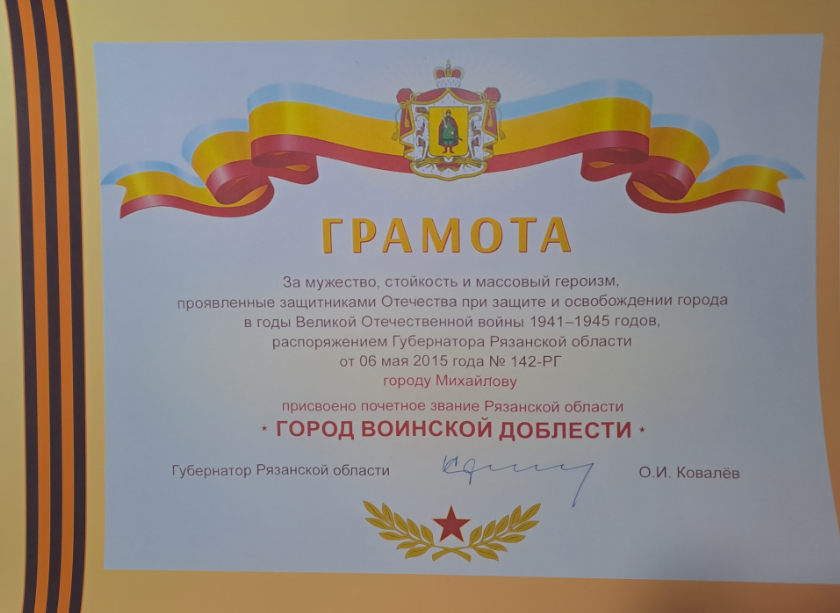 ГРАМОТА
За мужество, стойкость и массовый героизм,
проявленные защитниками Отечества при защите и освобождении города
в годы Великой Отечественной войны 1941–1945 годов,
распоряжением Губернатора Рязанской области
от 06 мая 2015 года № 142-РГ
городу Михайлову
присвоено почетное звание Рязанской области
* ГОРОД ВОИНСКОЙ ДОБЛЕСТИ *
Губернатор Рязанской области О.И. Ковалёв